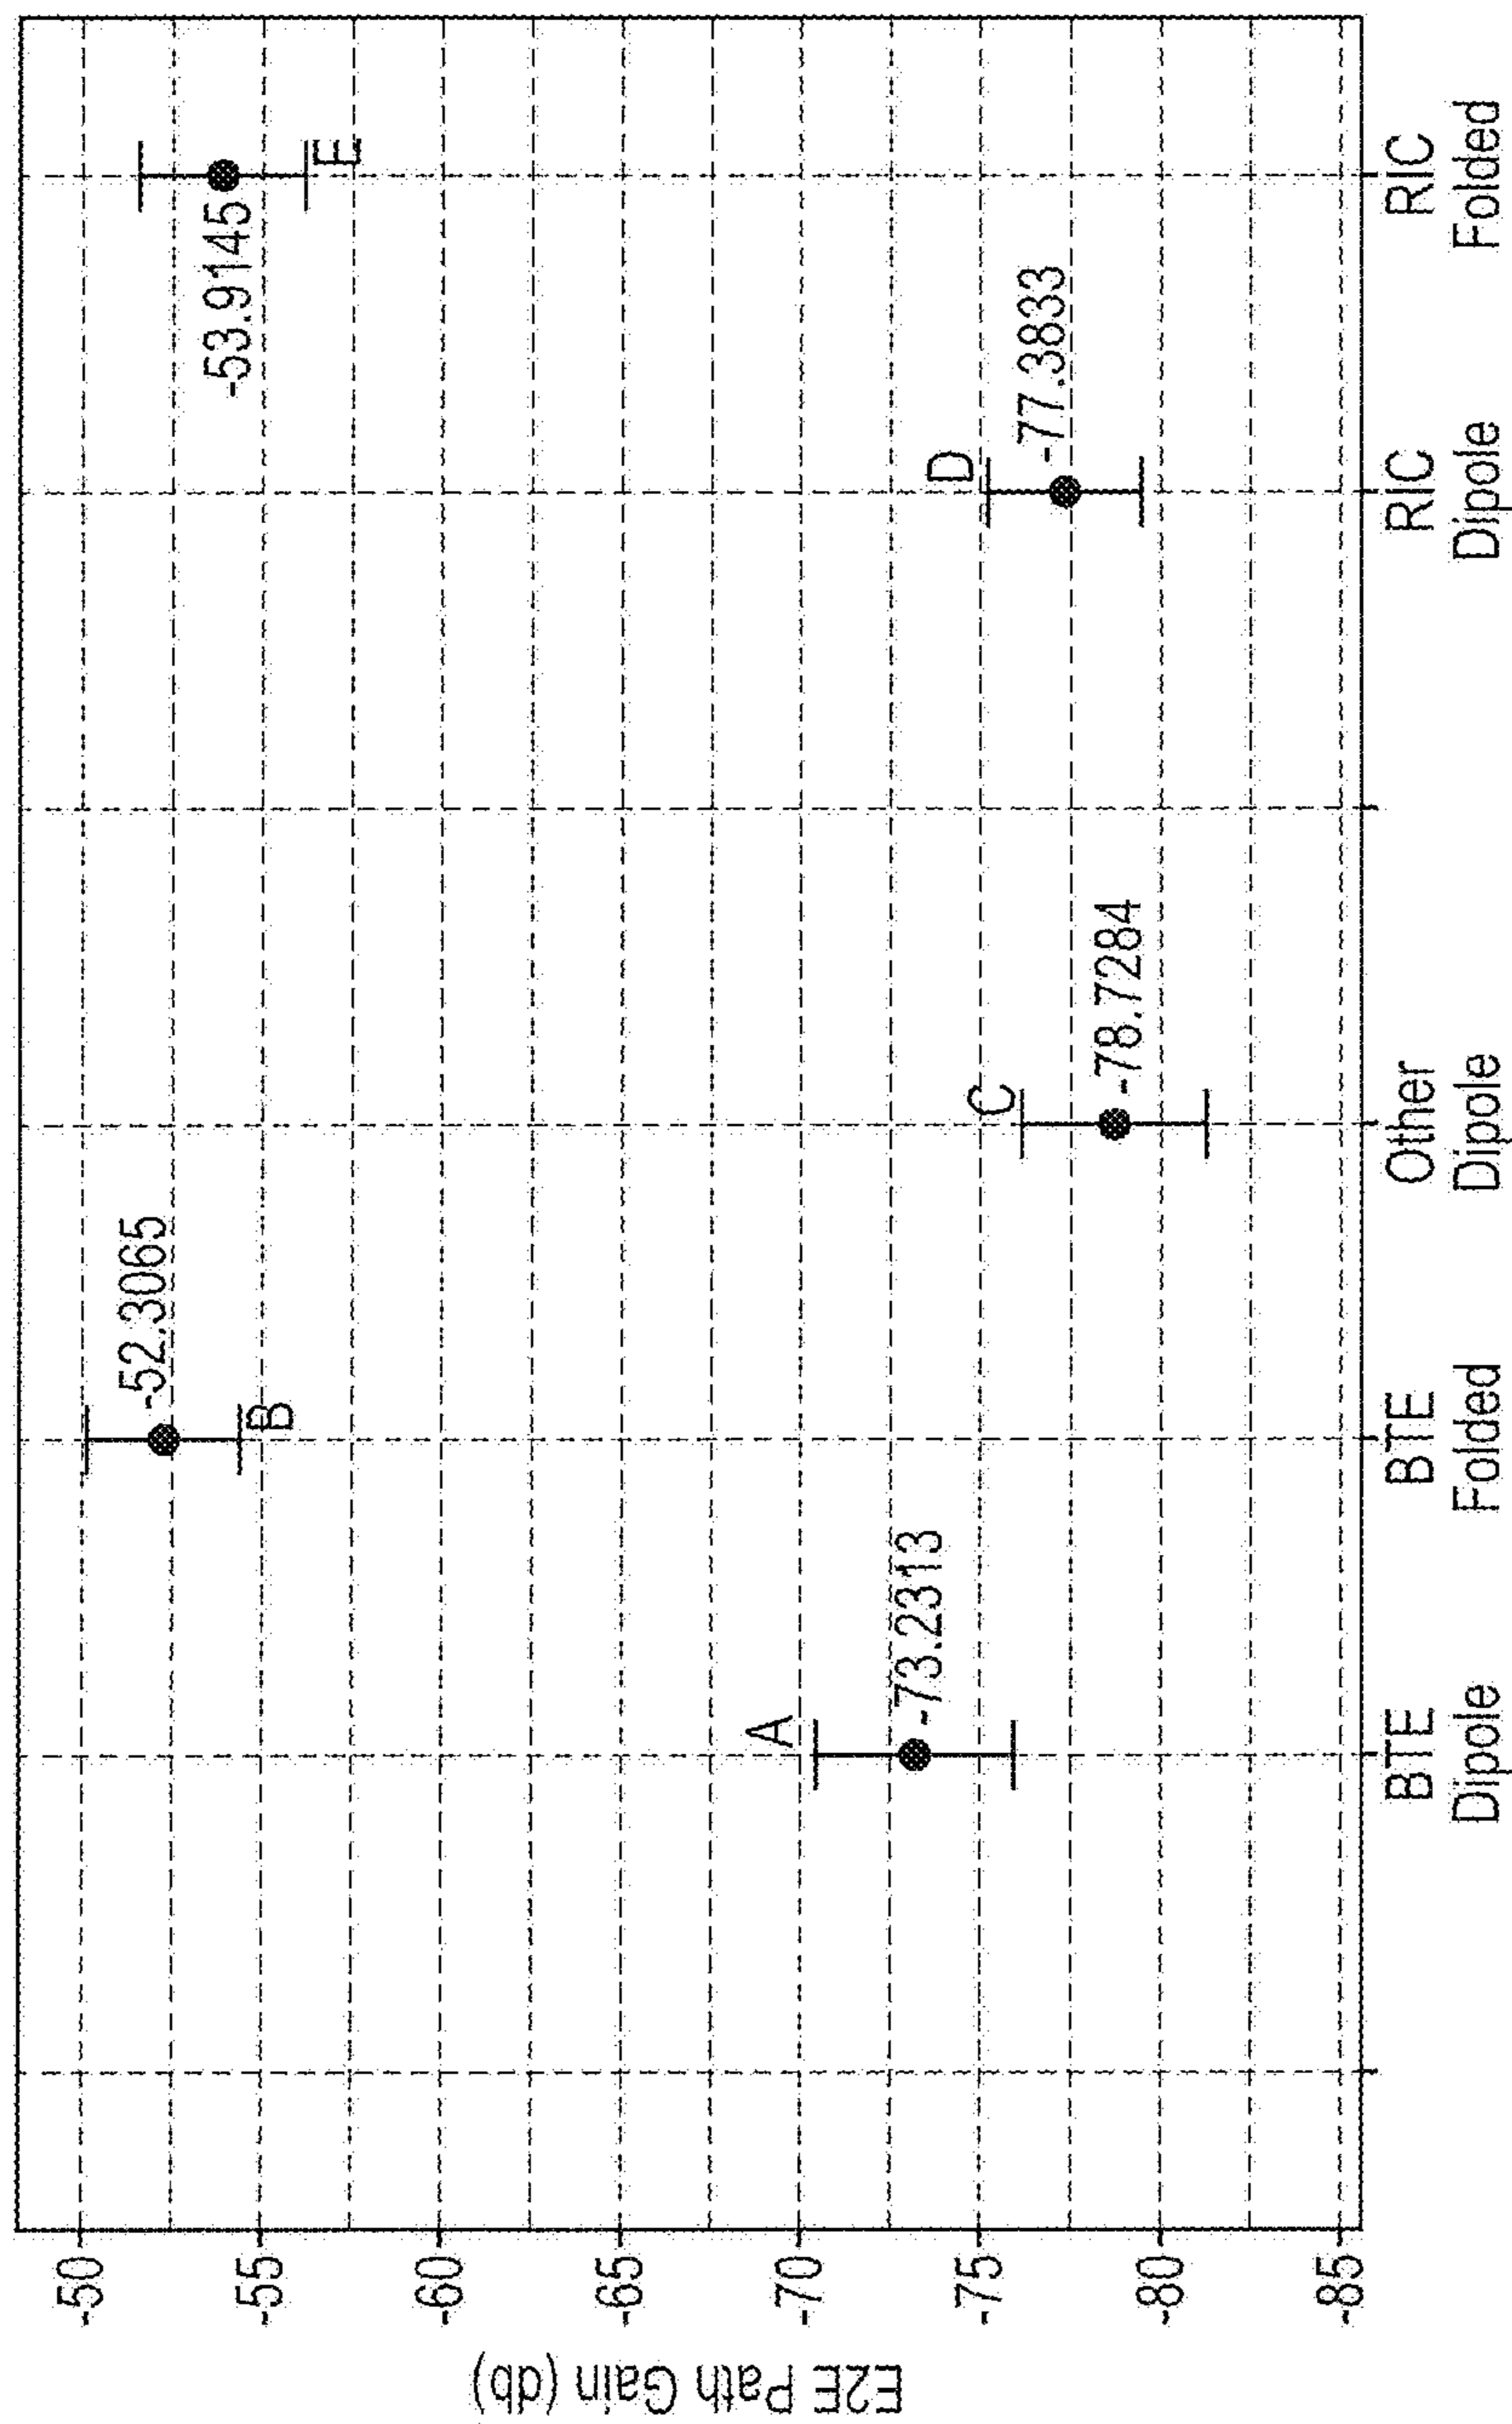 E2E Path Gain (db)
-50
-55
-60
-65
-70
-75
-80
-85
A
-73.2313
B
-52.3065
C
-78.7284
D
-77.3833
E
-53.9145
BTE
Dipole
BTE
Folded
Other
Dipole
RIC
Dipole
RIC
Folded